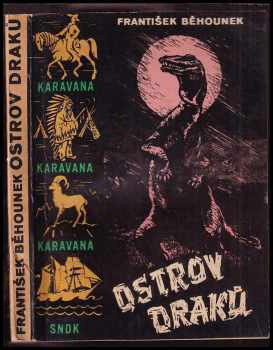 FRANTIŠEK BĚHOUNEK OSTROV DRAKŮ
KARAVANA
KARAVANA
KARAVANA
SNDK
FRANTIŠEK BĚHOUNEK
OSTROV
DRAKŮ